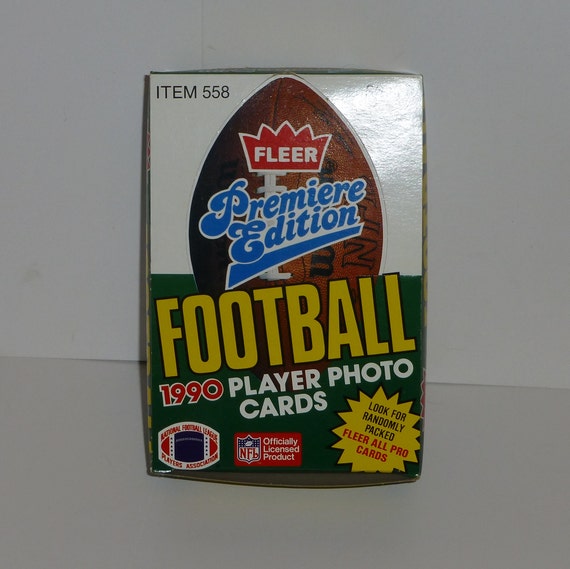 ITEM 558
FLEER
Premiere
Edition
FOOTBALL
1990 PLAYER PHOTO
CARDS
LOOK FOR
RANDOMLY
PACKED
FLEER ALL PRO
CARDS
NATIONAL FOOTBALL LEAGUE
PLAYERS ASSOCIATION
NFL
Officially
Licensed
Product